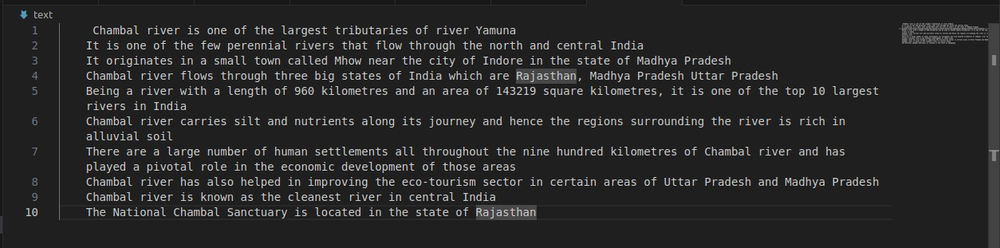 text
1 Chambal river is one of the largest tributaries of river Yamuna
2 It is one of the few perennial rivers that flow through the north and central India
3 It originates in a small town called Mhow near the city of Indore in the state of Madhya Pradesh
4 Chambal river flows through three big states of India which are Rajasthan, Madhya Pradesh Uttar Pradesh
5 Being a river with a length of 960 kilometres and an area of 143219 square kilometres, it is one of the top 10 largest
rivers in India
6 Chambal river carries silt and nutrients along its journey and hence the regions surrounding the river is rich in
alluvial soil
7 There are a large number of human settlements all throughout the nine hundred kilometres of Chambal river and has
played a pivotal role in the economic development of those areas
8 Chambal river has also helped in improving the eco-tourism sector in certain areas of Uttar Pradesh and Madhya Pradesh
9 Chambal river is known as the cleanest river in central India
10 The National Chambal Sanctuary is located in the state of Rajasthan